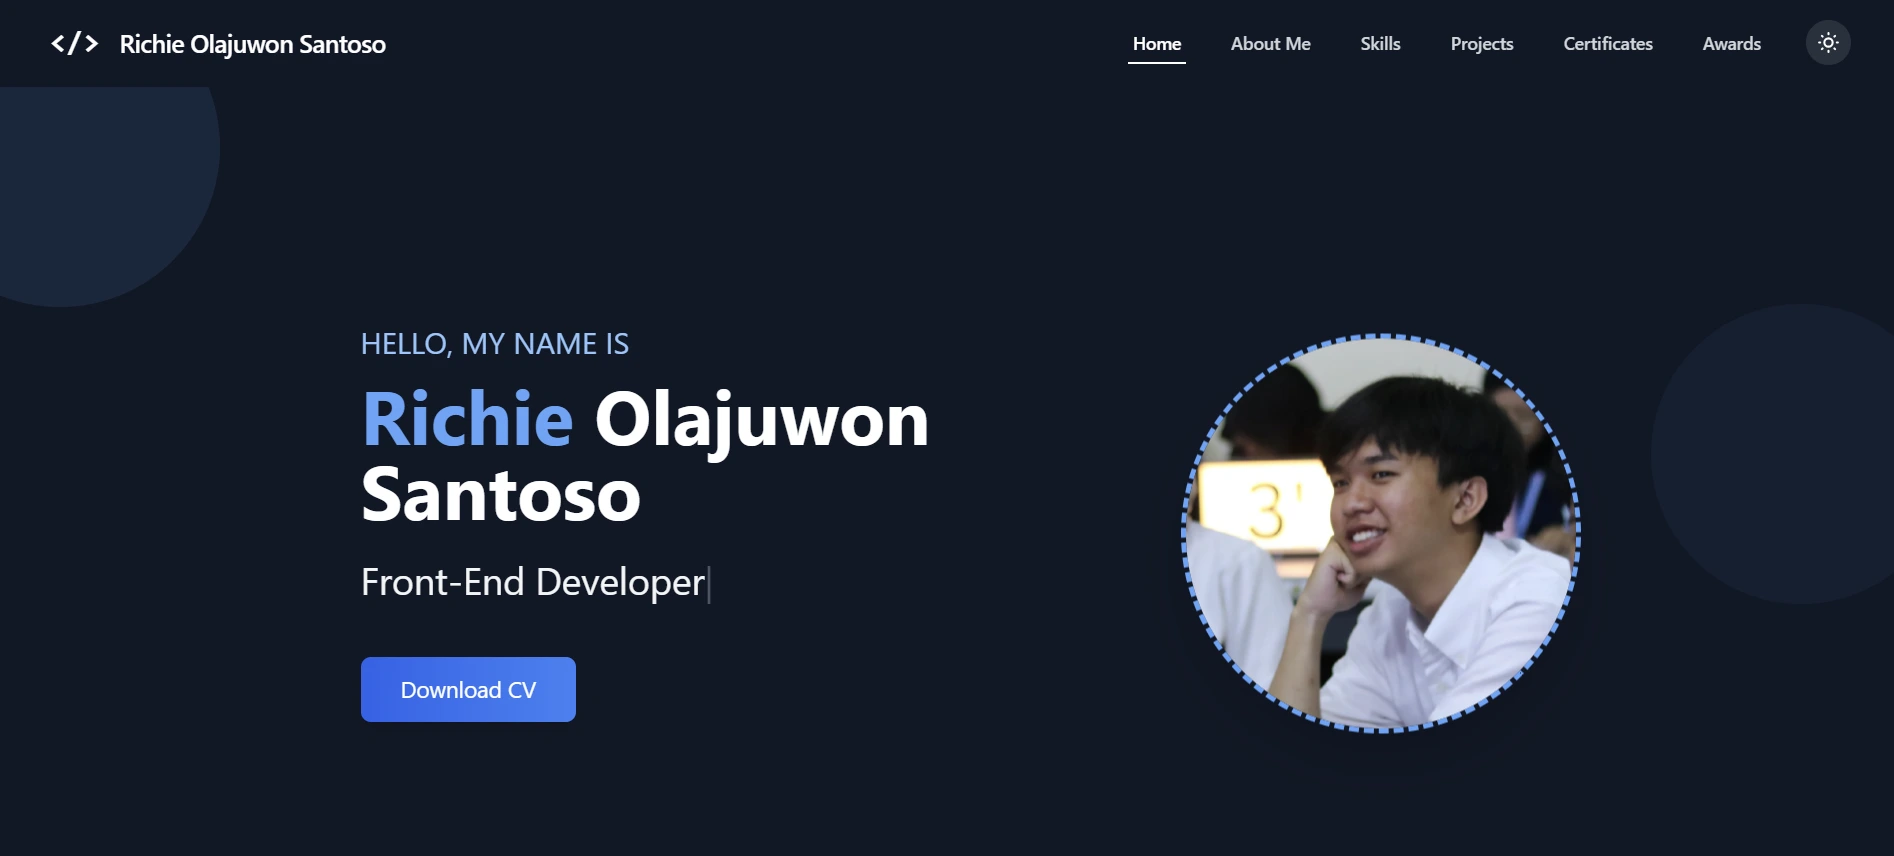 </> Richie Olajuwon Santoso
Home About Me Skills Projects Certificates Awards
HELLO, MY NAME IS
Richie Olajuwon
Santoso
Front-End Developer
Download CV
3